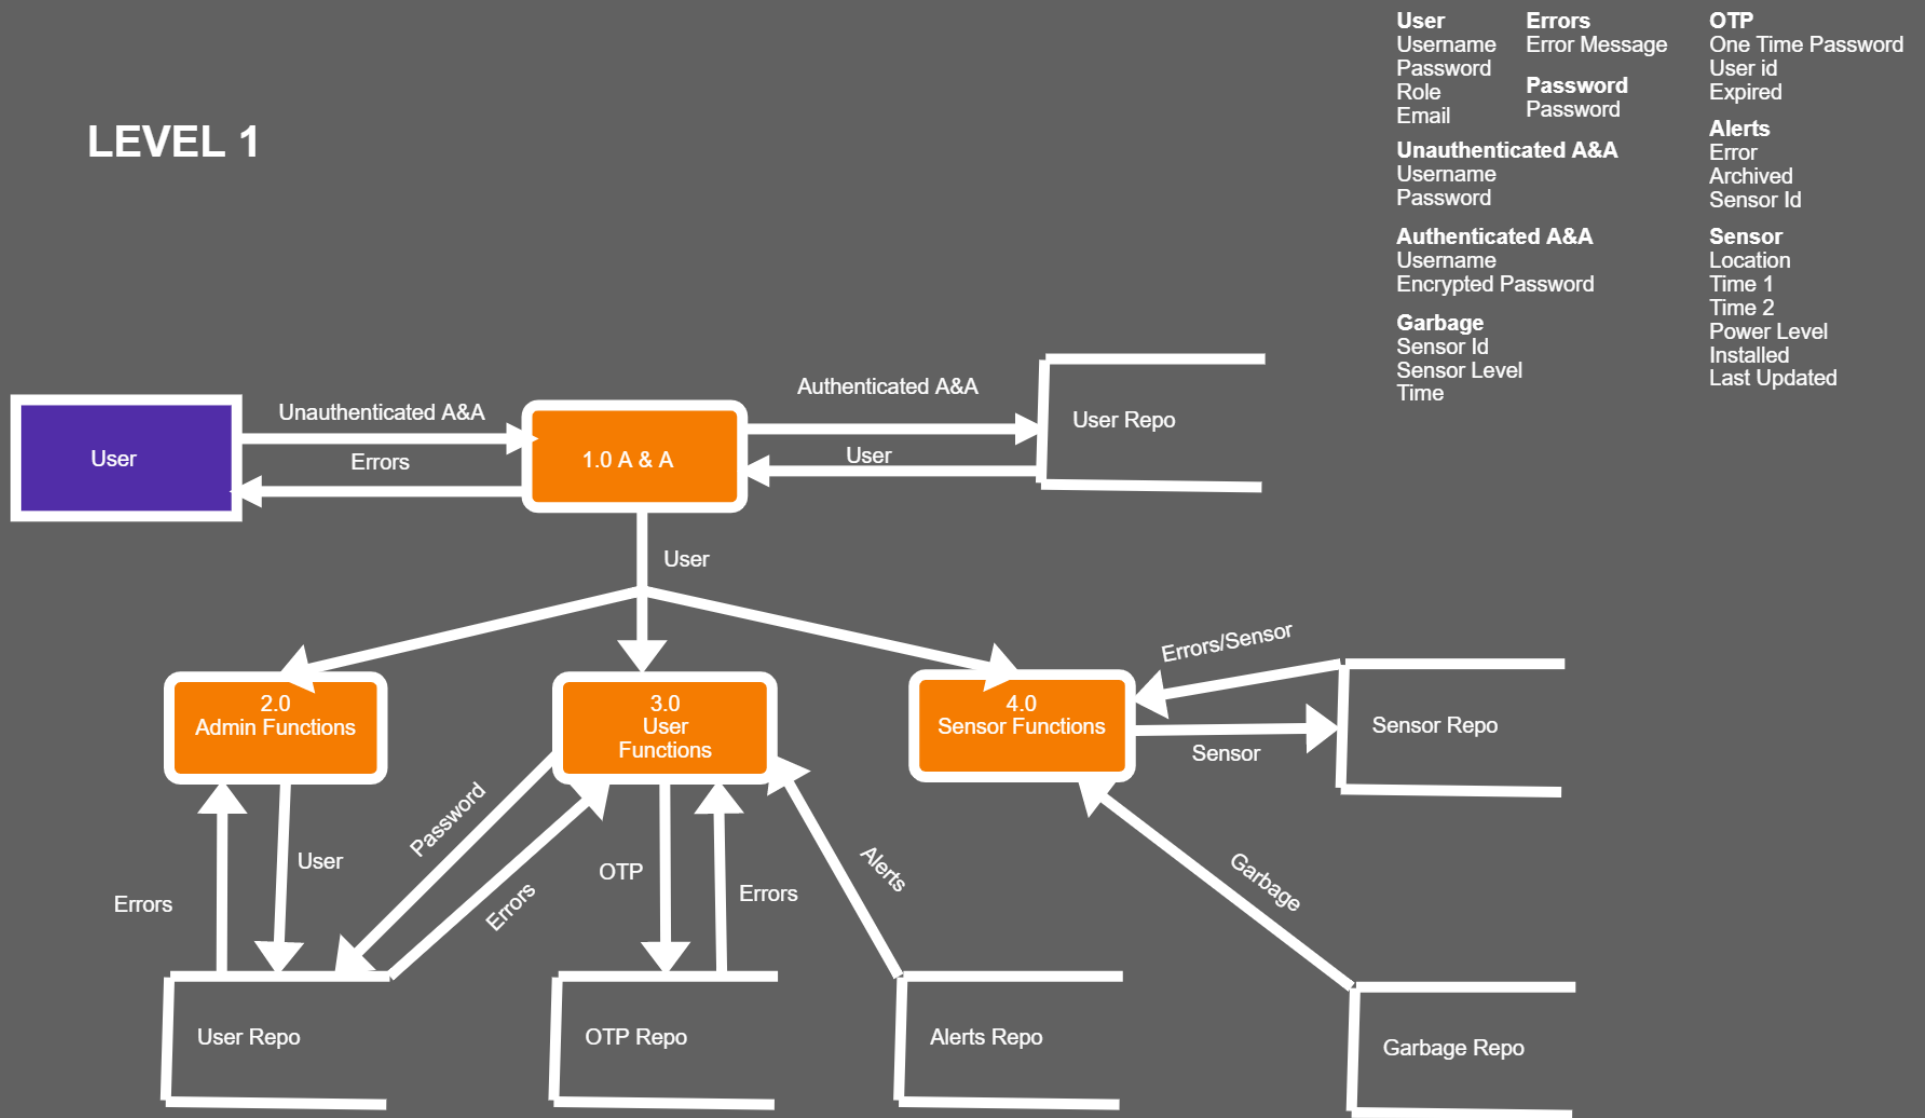 LEVEL 1
User
Username
Password
Role
Email
Errors
Error Message
Password
Password
Unauthenticated A&A
Username
Password
Authenticated A&A
Username
Encrypted Password
Garbage
Sensor Id
Sensor Level
Time
OTP
One Time Password
User id
Expired
Alerts
Error
Archived
Sensor Id
Sensor
Location
Time 1
Time 2
Power Level
Installed
Last Updated
User
Unauthenticated A&A
Errors
1.0 A & A
Authenticated A&A
User
User Repo
User
2.0
Admin Functions
3.0
User
Functions
4.0
Sensor Functions
Errors/Sensor
Sensor
Sensor Repo
Errors
User
Password
Errors
OTP
Errors
Alerts
Garbage
User Repo
OTP Repo
Alerts Repo
Garbage Repo